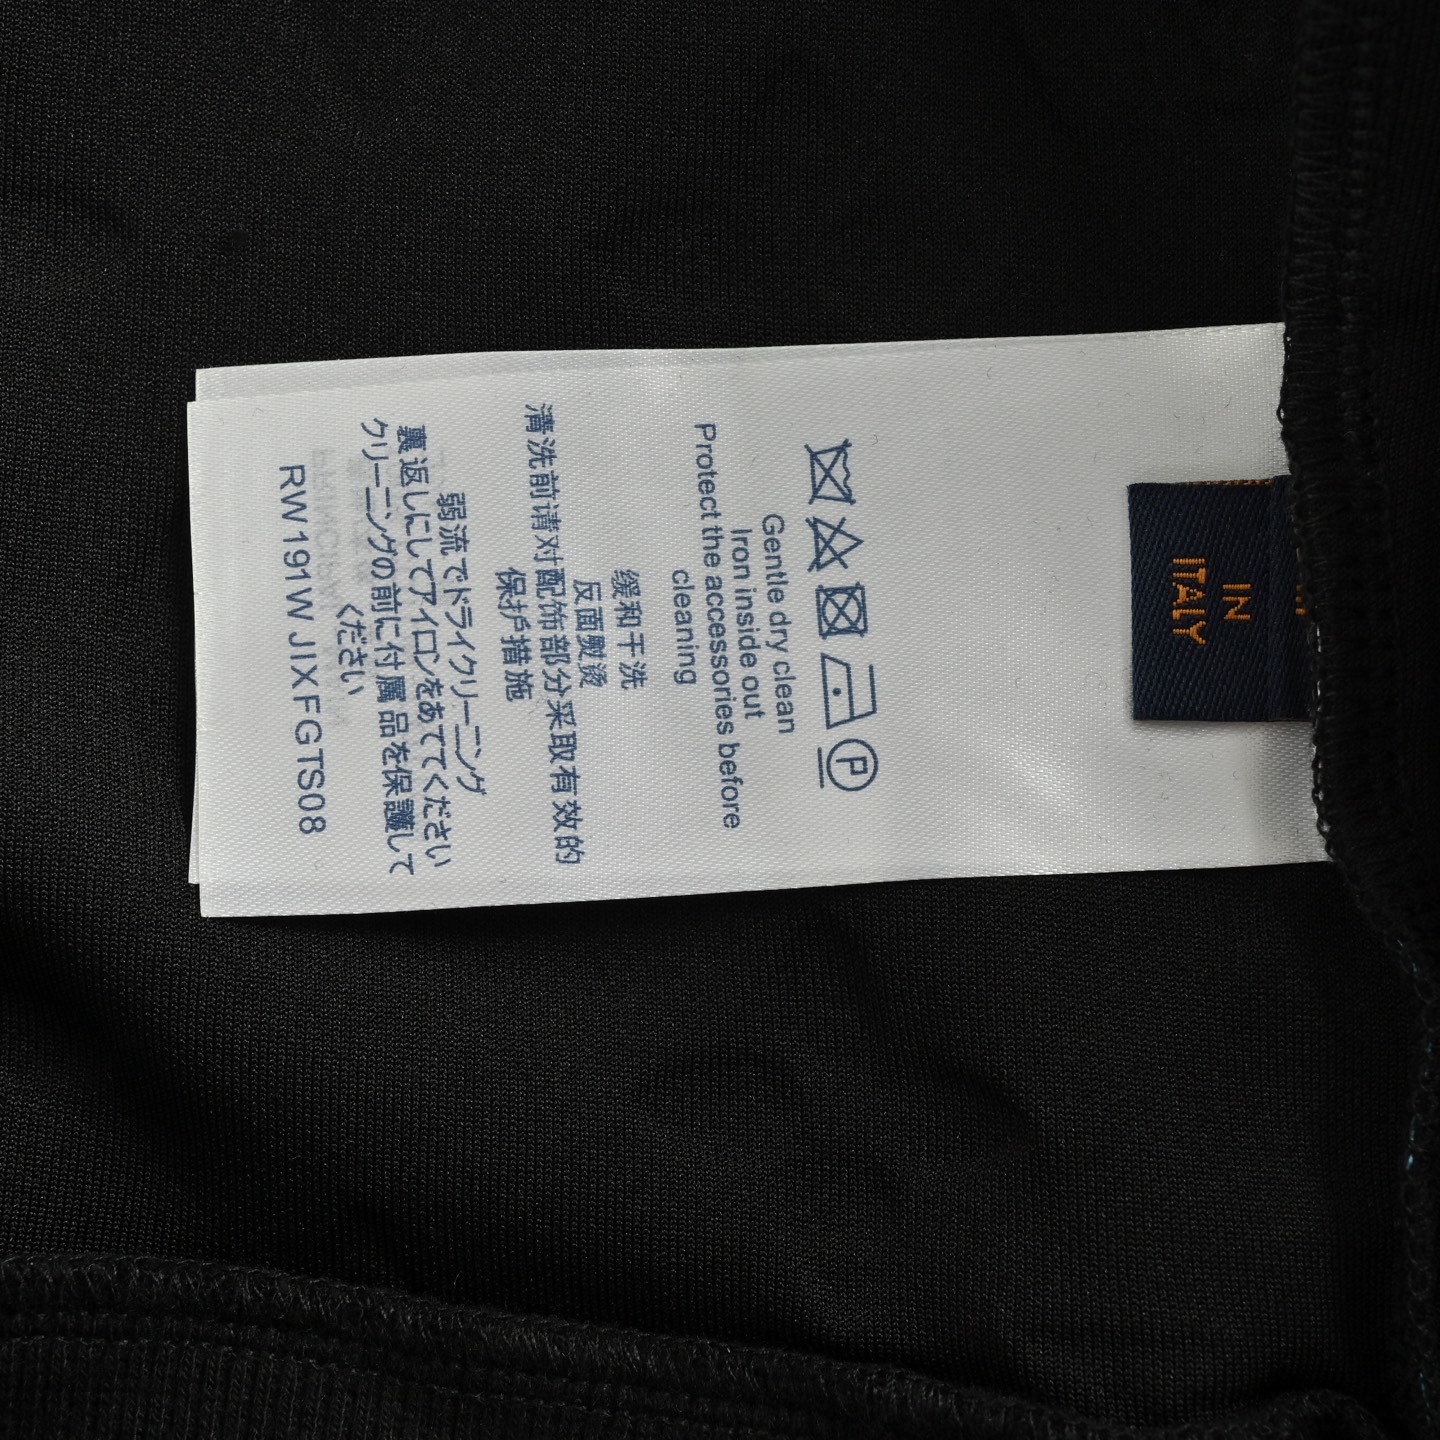 IN
ITALY
P
Gentle dry clean
Iron inside out
Protect the accessories before
cleaning
缓和干洗
反面熨烫
清洗前请对配饰部分采取有效的
保护措施
弱流でドライクリーニング
裏返しにしてアイロンをあててください
クリーニングの前に付属品を保護して
ください
RW191W JIXFGTS08